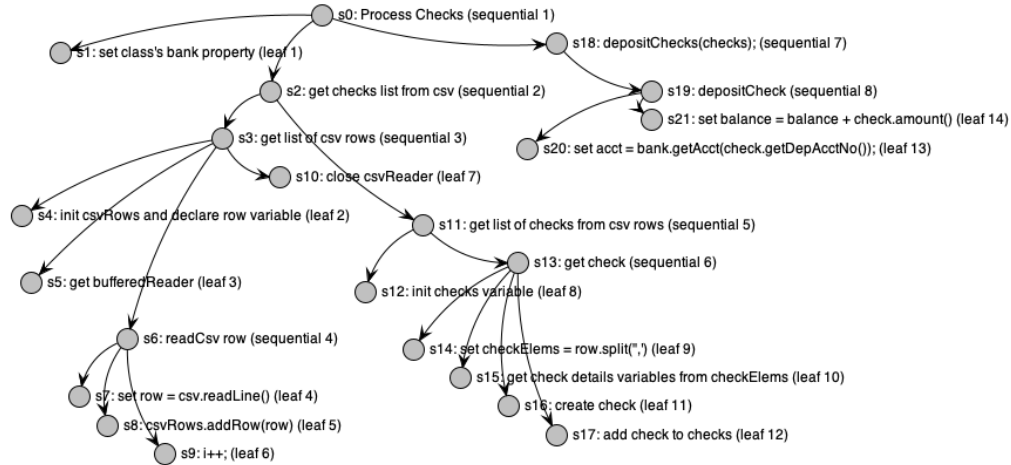 s0: Process Checks (sequential 1)
s1: set class's bank property (leaf 1)
s18: depositChecks(checks); (sequential 7)
s2: get checks list from csv (sequential 2)
s19: depositCheck (sequential 8)
s21: set balance = balance + check.amount() (leaf 14)
s3: get list of csv rows (sequential 3)
s20: set acct = bank.getAcct(check.getDepAcctNo()); (leaf 13)
s10: close csvReader (leaf 7)
s4: init csvRows and declare row variable (leaf 2)
s11: get list of checks from csv rows (sequential 5)
s13: get check (sequential 6)
s5: get bufferedReader (leaf 3)
s12: init checks variable (leaf 8)
s6: readCsv row (sequential 4)
s14: set checkElems = row.split(",') (leaf 9)
s15: get check details variables from checkElems (leaf 10)
s7: set row = csv.readLine() (leaf 4)
s16: create check (leaf 11)
s8: csvRows.addRow(row) (leaf 5)
s17: add check to checks (leaf 12)
s9: i++; (leaf 6)